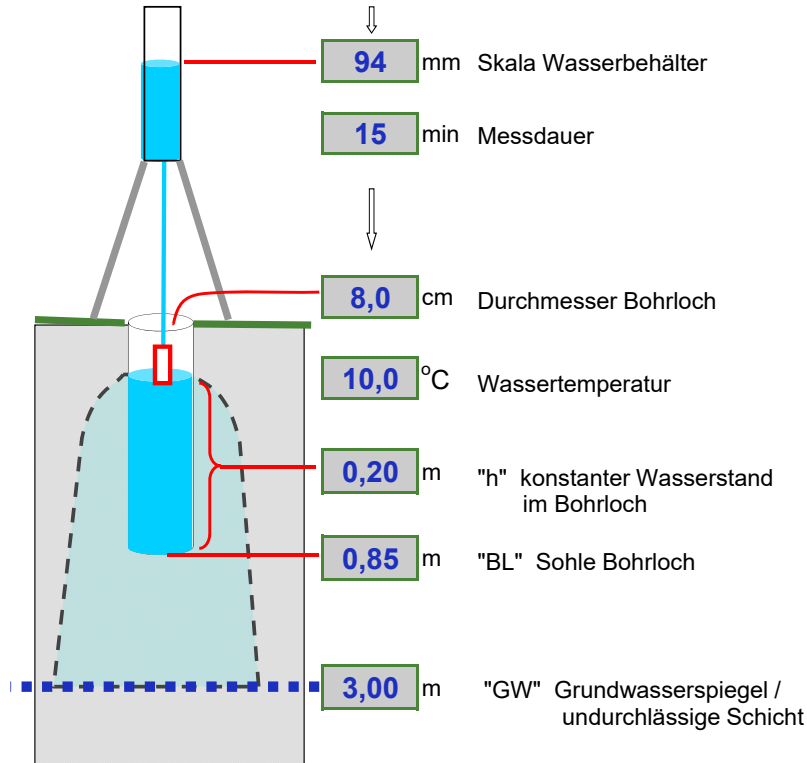 94 mm Skala Wasserbehälter
15 min Messdauer
8,0 cm Durchmesser Bohrloch
10,0 °C Wassertemperatur
0,20 m "h" konstanter Wasserstand
im Bohrloch
0,85 m "BL" Sohle Bohrloch
3,00 m "GW" Grundwasserspiegel /
undurchlässige Schicht